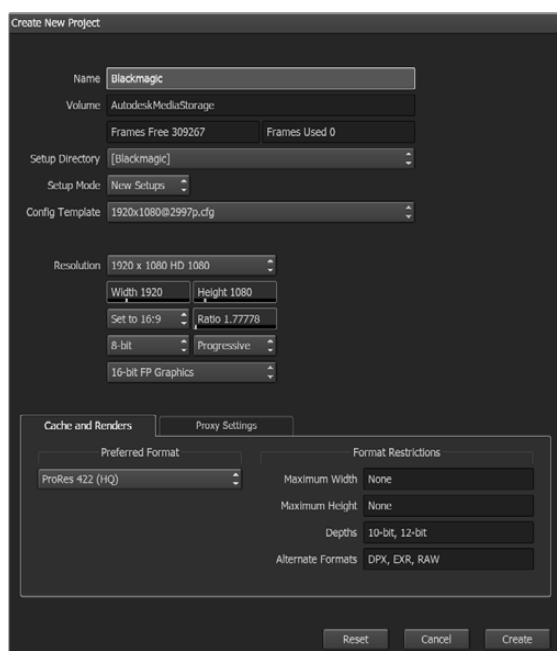 Create New Project
Name Blackmagic
Volume AutodeskMediaStorage
Frames Free 309267 Frames Used 0
Setup Directory [Blackmagic]
Setup Mode New Setups
Config Template 1920x1080@2997p.cfg
Resolution 1920 x 1080 HD 1080
Width 1920 Height 1080
Set to 16:9 Ratio 1.77778
8-bit Progressive
16-bit FP Graphics
Cache and Renders Proxy Settings
Preferred Format Format Restrictions
ProRes 422 (HQ) Maximum Width None
Maximum Height None
Depths 10-bit, 12-bit
Alternate Formats DPX, EXR, RAW
Reset Cancel Create